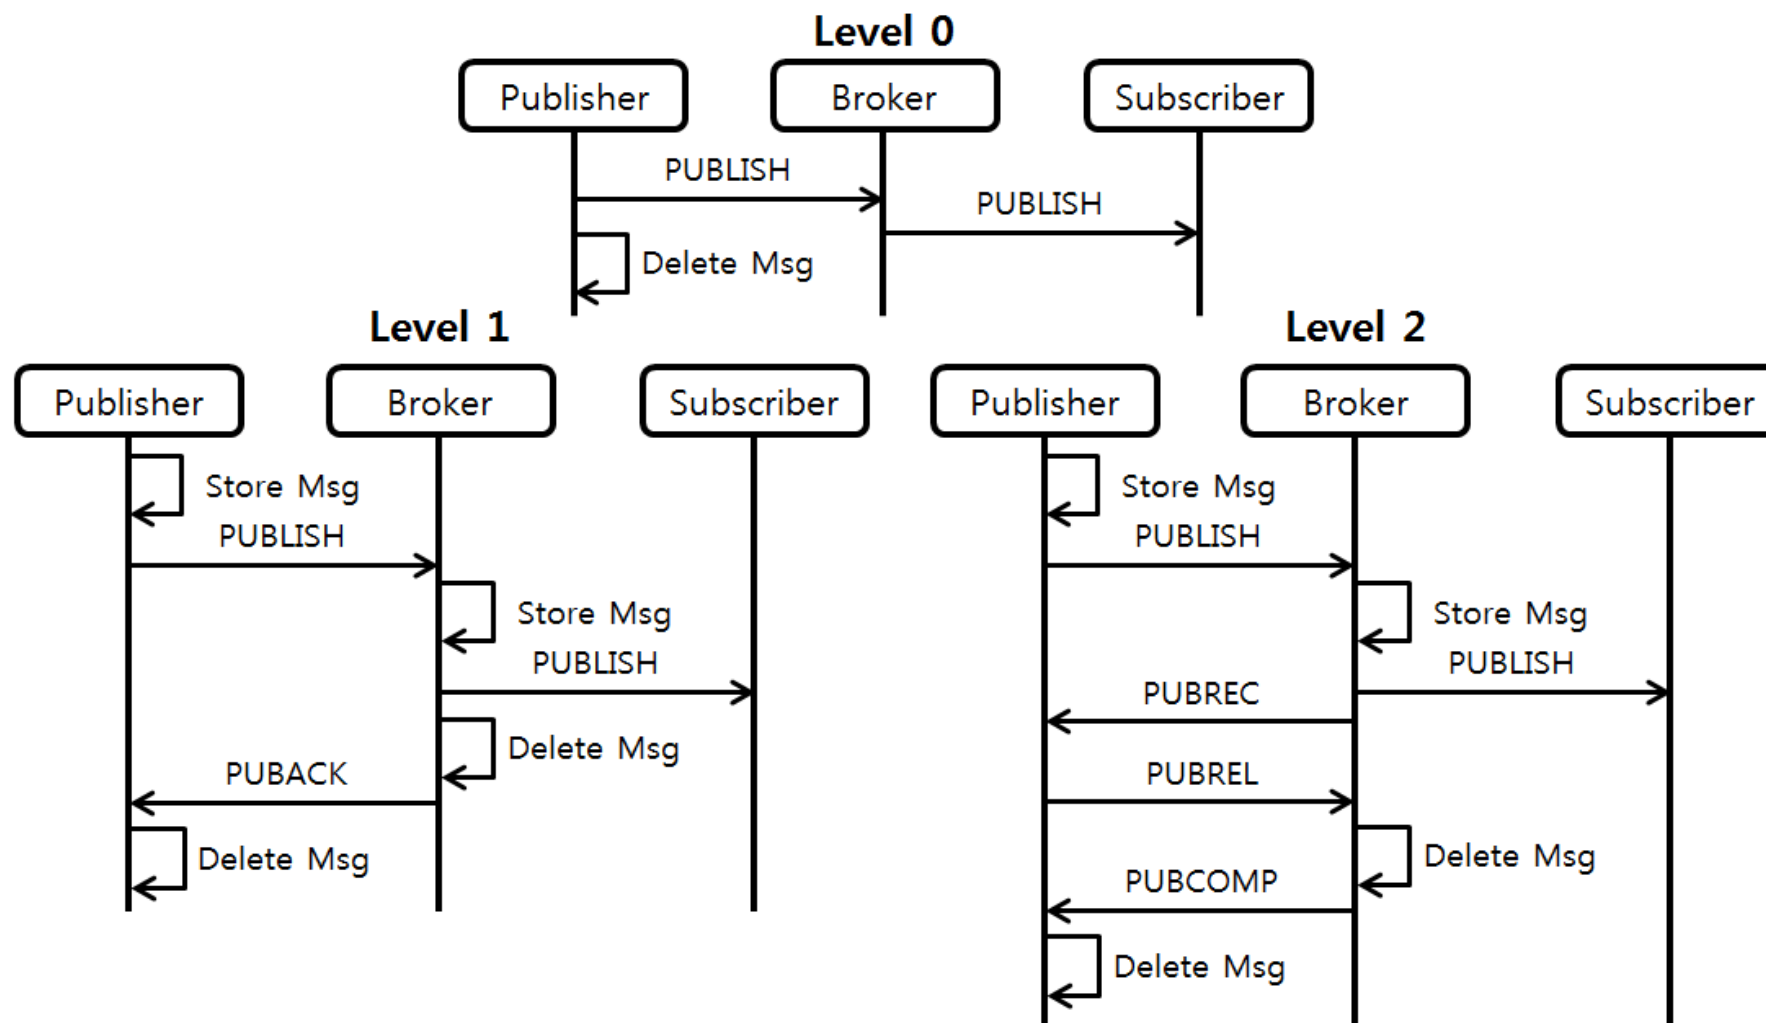 Level 0
Publisher Broker Subscriber
PUBLISH
PUBLISH
Delete Msg
Level 1
Publisher Broker Subscriber
Store Msg
PUBLISH
Store Msg
PUBLISH
Delete Msg
PUBACK
Delete Msg
Level 2
Publisher Broker Subscriber
Store Msg
PUBLISH
Store Msg
PUBLISH
PUBREC
PUBREL
Delete Msg
PUBCOMP
Delete Msg